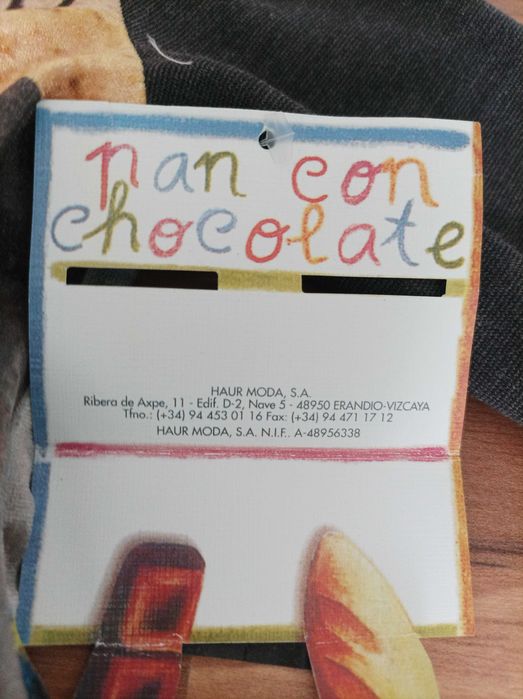 nan con
chocolate
HAUR MODA, S.A.
Ribera de Axpe, 11 - Edif. D-2, Nave 5 - 48950 ERANDIO-VIZCAYA
Tfno.: (+34) 94 453 01 16 Fax: (+34) 94 471 17 12
HAUR MODA, S.A. N.I.F.. A-48956338